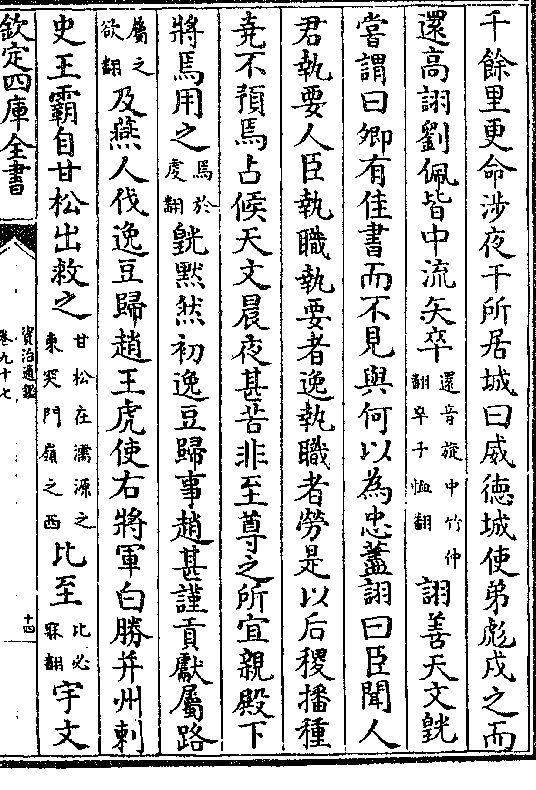 千餘里更命涉夜干所居城曰威德城使弟彪戍之而
還高詡劉佩皆中流矢卒還音旋中竹仲翻卒子恤翻詡善天文皝
嘗謂曰卿有佳書而不見與何以為忠藎詡曰臣聞人
君執要人臣執職執要者逸執職者勞是以后稷播種
堯不預焉占候天文晨夜甚苦非至尊之所宜親殿下
將焉用之焉於䖍翻皝黙然初逸豆歸事趙甚謹貢獻屬路
屬之欲翻及燕人伐逸豆歸趙王虎使右將軍白勝并州刺
史王霸自甘松出救之甘松在濡源之東突門嶺之西比至比必寐翻宇文
欽定四庫全書
資治通鑑
卷九十七
十四